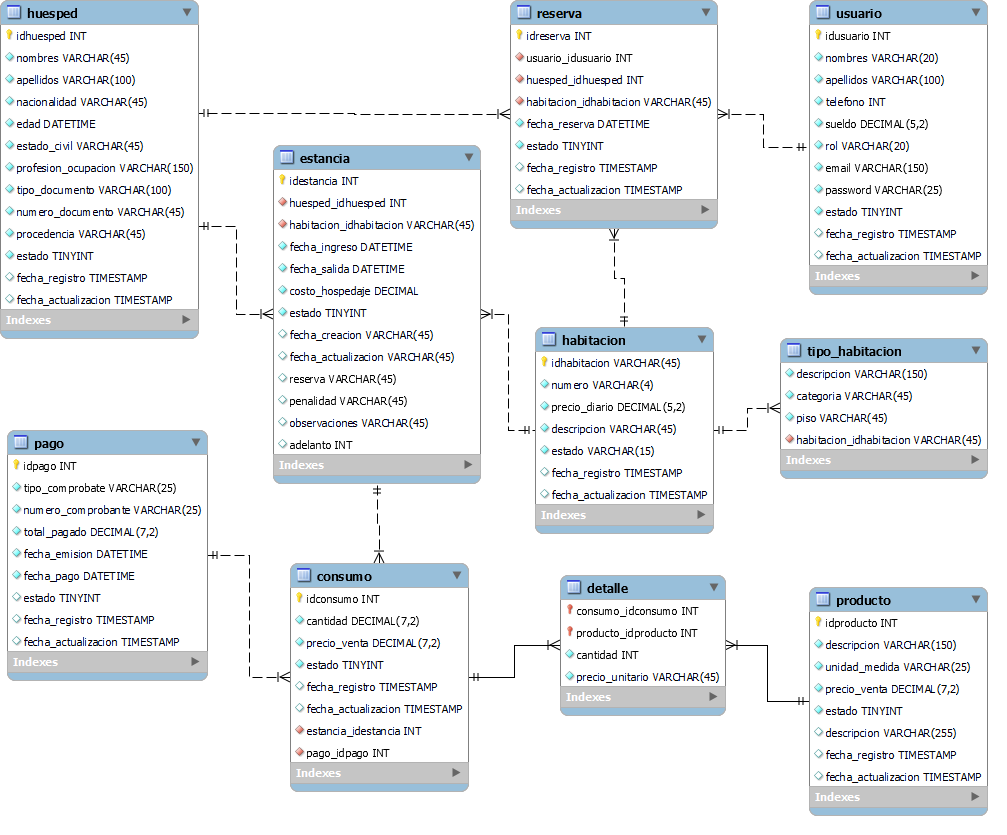 huesped
idhuesped INT
nombres VARCHAR(45)
apellidos VARCHAR(100)
nacionalidad VARCHAR(45)
edad DATETIME
estado_civil VARCHAR(45)
profesion_ocupacion VARCHAR(150)
tipo_documento VARCHAR(100)
numero_documento VARCHAR(45)
procedencia VARCHAR(45)
estado TINYINT
fecha_registro TIMESTAMP
fecha_actualizacion TIMESTAMP
Indexes
reserva
idreserva INT
usuario_idusuario INT
huesped_idhuesped INT
habitacion_idhabitacion VARCHAR(45)
fecha_reserva DATETIME
estado TINYINT
fecha_registro TIMESTAMP
fecha_actualizacion TIMESTAMP
Indexes
usuario
idusuario INT
nombres VARCHAR(20)
apellidos VARCHAR(100)
telefono INT
sueldo DECIMAL(5,2)
rol VARCHAR(20)
email VARCHAR(150)
password VARCHAR(25)
estado TINYINT
fecha_registro TIMESTAMP
fecha_actualizacion TIMESTAMP
Indexes
estancia
idestancia INT
huesped_idhuesped INT
habitacion_idhabitacion VARCHAR(45)
fecha_ingreso DATETIME
fecha_salida DATETIME
costo_hospedaje DECIMAL
estado TINYINT
fecha_creacion VARCHAR(45)
fecha_actualizacion VARCHAR(45)
reserva VARCHAR(45)
penalidad VARCHAR(45)
observaciones VARCHAR(45)
adelanto INT
Indexes
habitacion
idhabitacion VARCHAR(45)
numero VARCHAR(4)
precio_diario DECIMAL(5,2)
descripcion VARCHAR(45)
estado VARCHAR(15)
fecha_registro TIMESTAMP
fecha_actualizacion TIMESTAMP
Indexes
tipo_habitacion
descripcion VARCHAR(150)
categoria VARCHAR(45)
piso VARCHAR(45)
habitacion_idhabitacion VARCHAR(45)
Indexes
pago
idpago INT
tipo_comprobate VARCHAR(25)
numero_comprobante VARCHAR(25)
total_pagado DECIMAL(7,2)
fecha_emision DATETIME
fecha_pago DATETIME
estado TINYINT
fecha_registro TIMESTAMP
fecha_actualizacion TIMESTAMP
Indexes
consumo
idconsumo INT
cantidad DECIMAL(7,2)
precio_venta DECIMAL(7,2)
estado TINYINT
fecha_registro TIMESTAMP
fecha_actualizacion TIMESTAMP
estancia_idestancia INT
pago_idpago INT
Indexes
detalle
consumo_idconsumo INT
producto_idproducto INT
cantidad INT
precio_unitario VARCHAR(45)
Indexes
producto
idproducto INT
descripcion VARCHAR(150)
unidad_medida VARCHAR(25)
precio_venta DECIMAL(7,2)
estado TINYINT
descripcion VARCHAR(255)
fecha_registro TIMESTAMP
fecha_actualizacion TIMESTAMP
Indexes